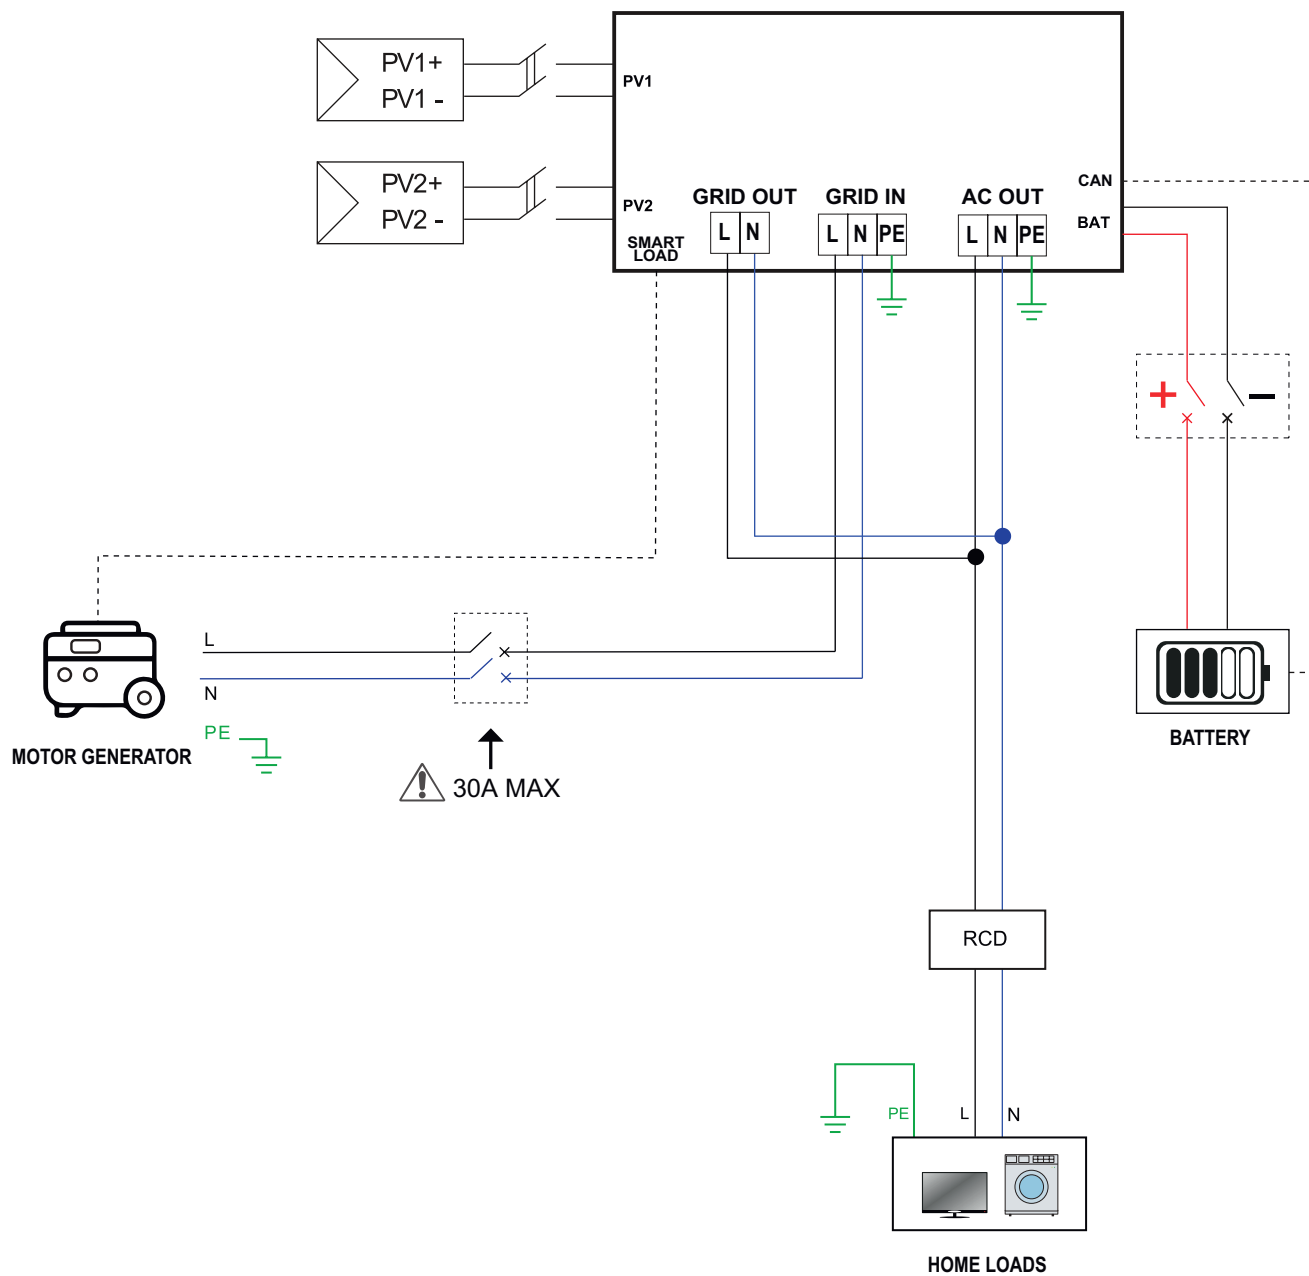 PV1+
PV1 -
PV1
PV2+
PV2 -
PV2
SMART
LOAD
GRID OUT
L N
GRID IN
L N PE
AC OUT
L N PE
CAN
BAT
+ −
L
N
PE
MOTOR GENERATOR
30A MAX
BATTERY
RCD
PE L N
HOME LOADS